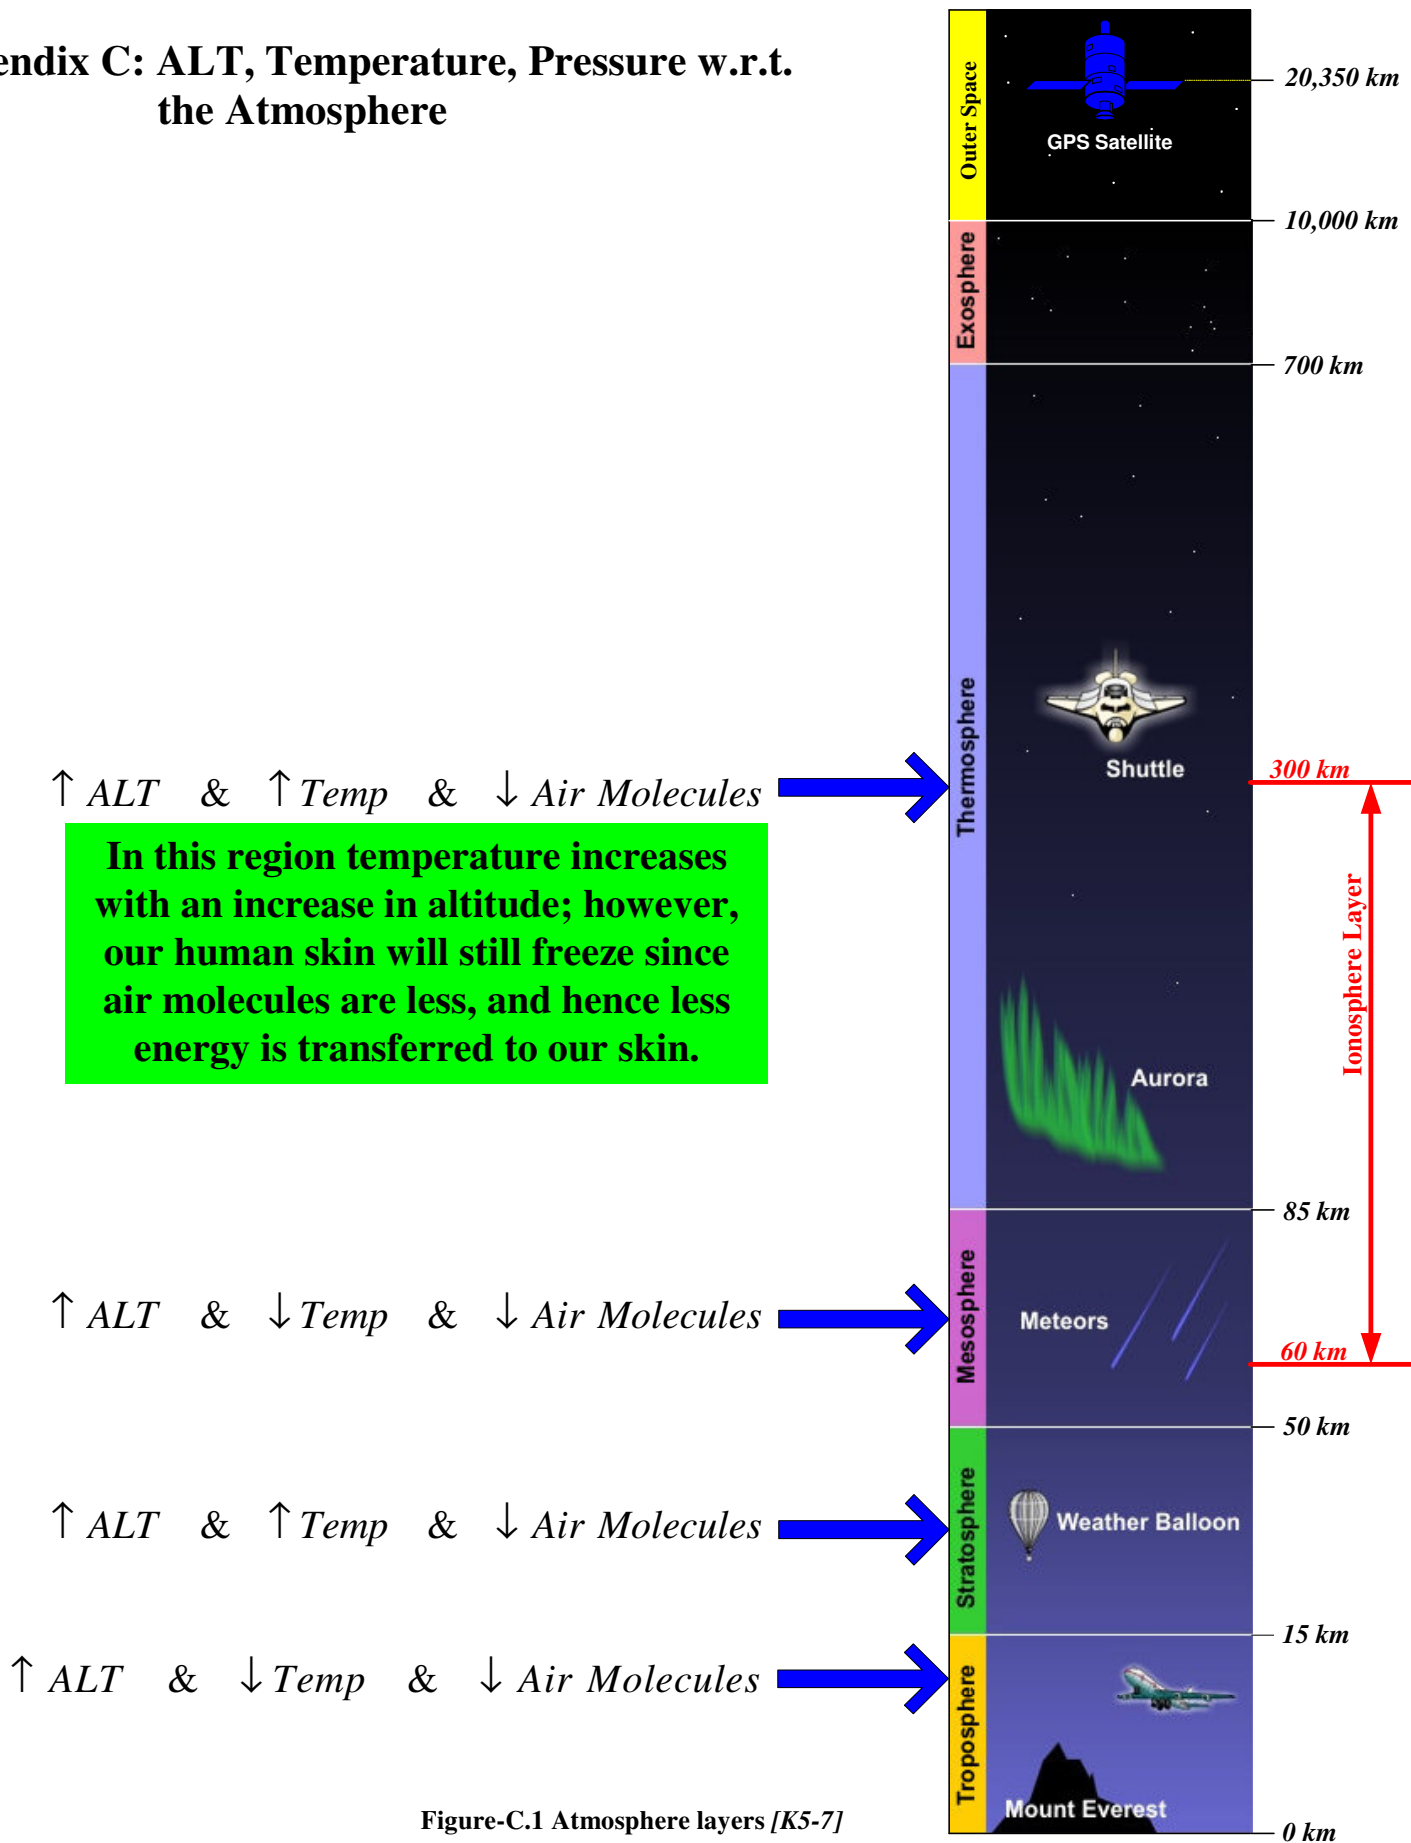 endix C: ALT, Temperature, Pressure w.r.t.
the Atmosphere
Outer Space
GPS Satellite
20,350 km
10,000 km
Exosphere
700 km
Thermosphere
Shuttle
300 km
↑ ALT & ↑ Temp & ↓ Air Molecules
In this region temperature increases
with an increase in altitude; however,
our human skin will still freeze since
air molecules are less, and hence less
energy is transferred to our skin.
Ionosphere Layer
Aurora
85 km
↑ ALT & ↓ Temp & ↓ Air Molecules
Mesosphere
Meteors
60 km
50 km
↑ ALT & ↑ Temp & ↓ Air Molecules
Stratosphere
Weather Balloon
15 km
↑ ALT & ↓ Temp & ↓ Air Molecules
Troposphere
Mount Everest
0 km
Figure-C.1 Atmosphere layers [K5-7]